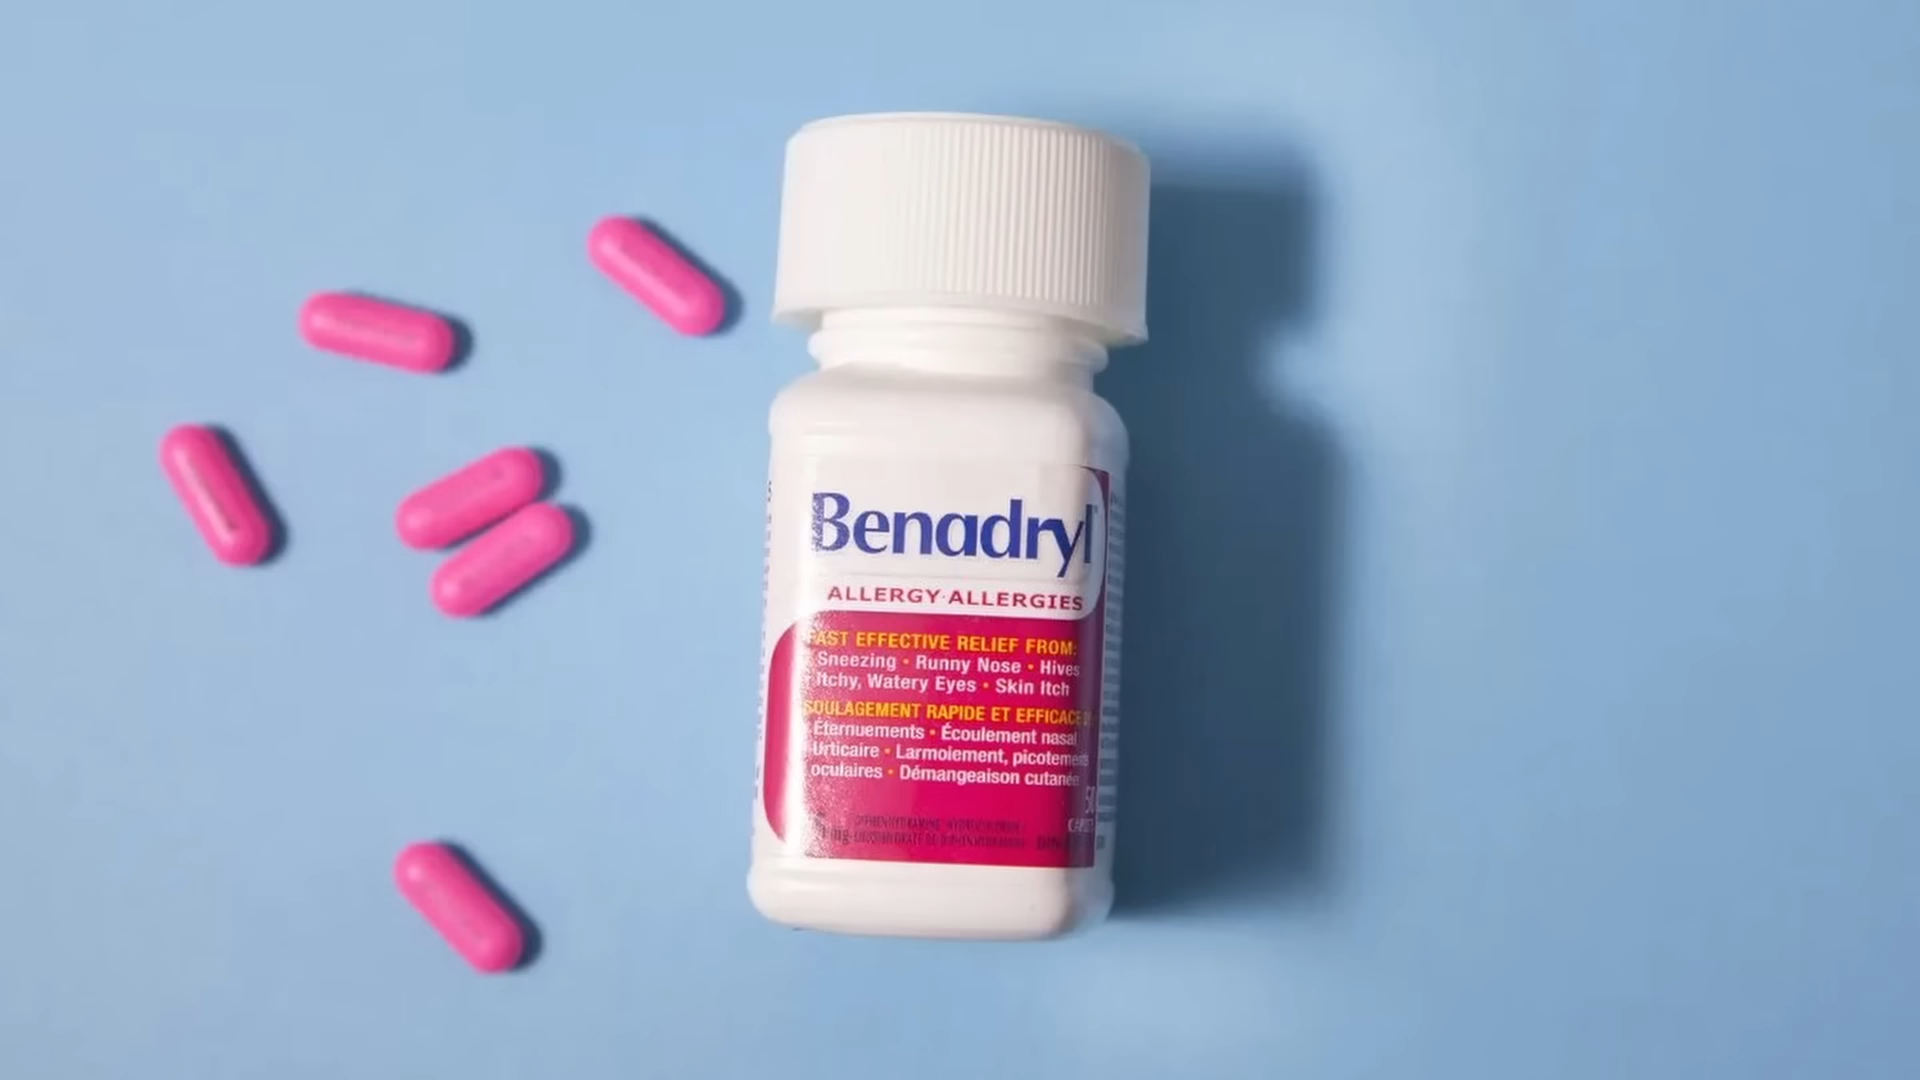 Benadryl
ALLERGY·ALLERGIES
FAST EFFECTIVE RELIEF FROM:
Sneezing • Runny Nose • Hives
Itchy, Watery Eyes • Skin Itch
SOULAGEMENT RAPIDE ET EFFICACE
Éternuements • Écoulement nasal
Urticaire • Larmoiement, picotements
oculaires • Démangeaison cutanée
50